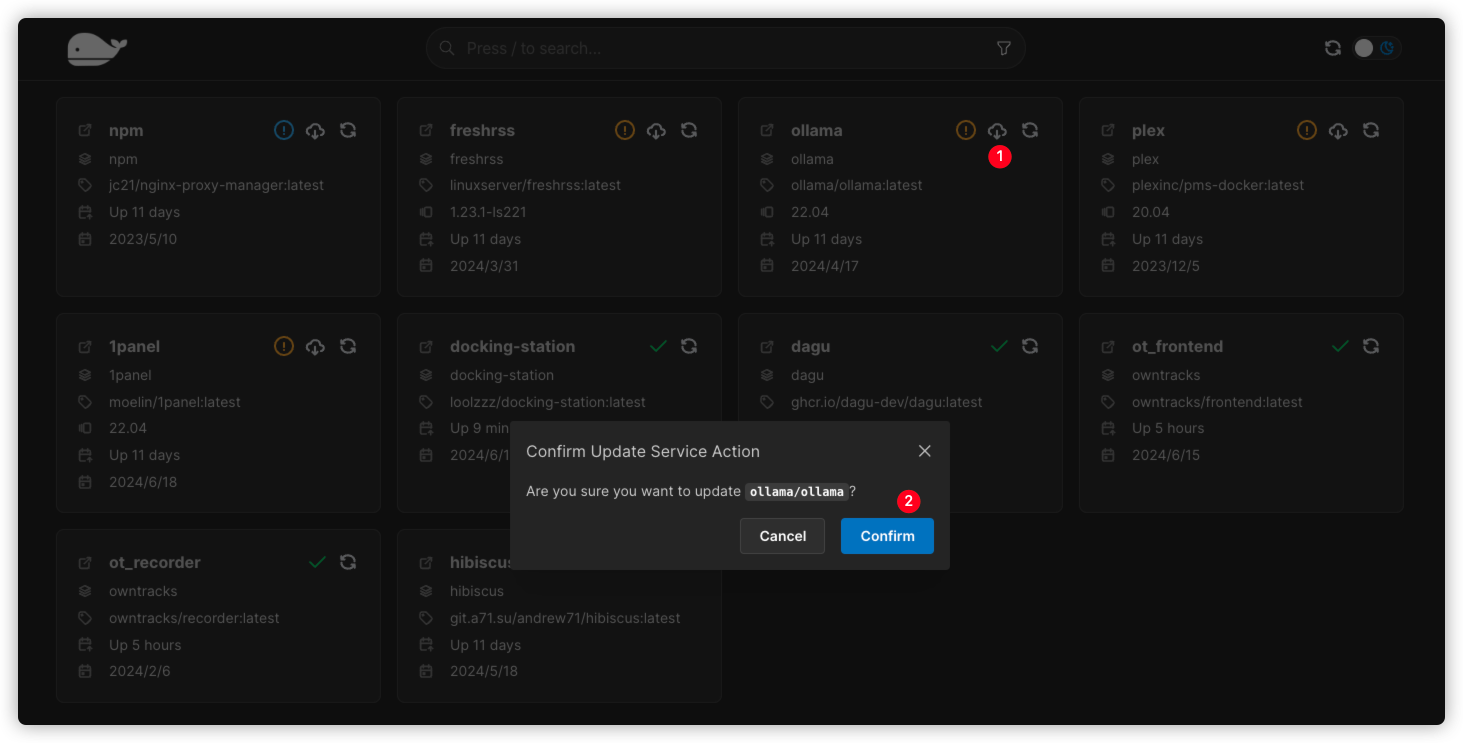 Press / to search...
npm
npm
jc21/nginx-proxy-manager:latest
Up 11 days
2023/5/10
freshrss
freshrss
linuxserver/freshrss:latest
1.23.1-ls221
Up 11 days
2024/3/31
ollama
1
ollama
ollama/ollama:latest
22.04
Up 11 days
2024/4/17
plex
plex
plexinc/pms-docker:latest
20.04
Up 11 days
2023/12/5
1panel
1panel
moelin/1panel:latest
22.04
Up 11 days
2024/6/18
docking-station
docking-station
loolzzz/docking-station:latest
Up 9 min
2024/6/1
dagu
dagu
ghcr.io/dagu-dev/dagu:latest
ot_frontend
owntracks
owntracks/frontend:latest
Up 5 hours
2024/6/15
Confirm Update Service Action
Are you sure you want to update ollama/ollama?
2
Cancel
Confirm
ot_recorder
owntracks
owntracks/recorder:latest
Up 5 hours
2024/2/6
hibiscus
hibiscus
git.a71.su/andrew71/hibiscus:latest
Up 11 days
2024/5/18